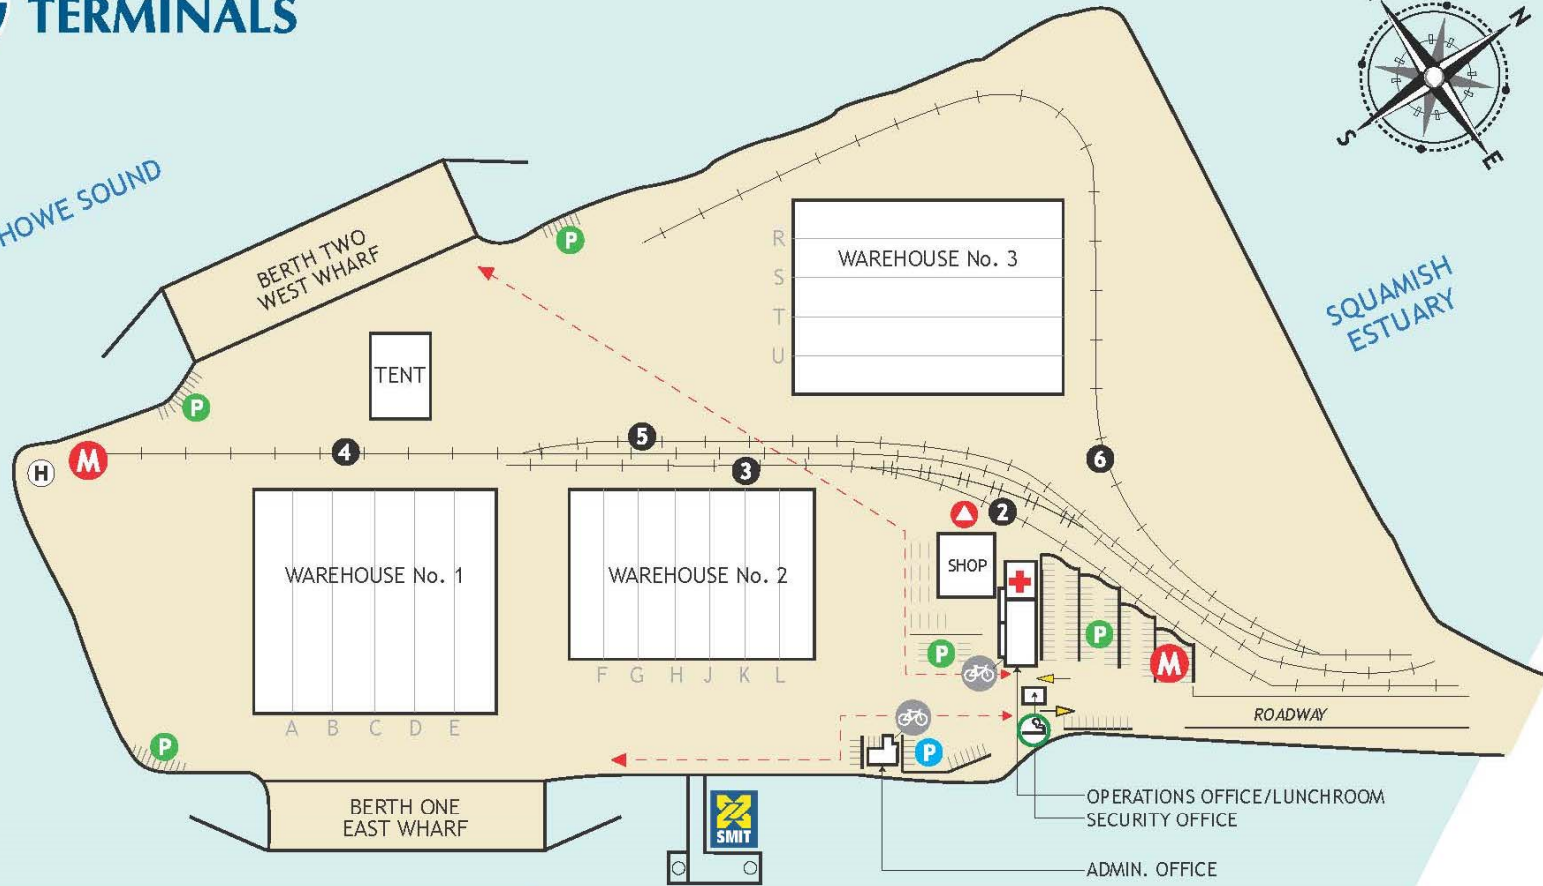 TERMINALS
N
S
E
HOWE SOUND
BERTH TWO
WEST WHARF
P
R
S
T
U
WAREHOUSE No. 3
SQUAMISH
ESTUARY
TENT
P
H
M
4
5
3
6
2
WAREHOUSE No. 1
A B C D E
WAREHOUSE No. 2
F G H J K L
SHOP
P
P
M
ROADWAY
P
P
BERTH ONE
EAST WHARF
SMIT
OPERATIONS OFFICE/LUNCHROOM
SECURITY OFFICE
ADMIN. OFFICE